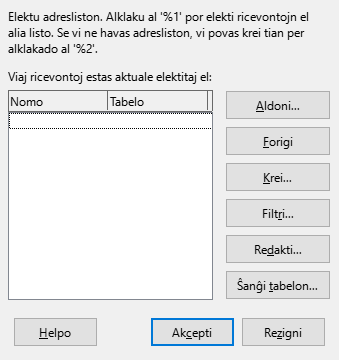 Elektu adresliston. Alklaku al '%1' por elekti ricevontojn el
alia listo. Se vi ne havas adresliston, vi povas krei tian per
alklakado al '%2'.
Viaj ricevontoj estas aktuale elektitaj el:
Nomo Tabelo
Aldoni...
Forigi
Krei...
Filtri...
Redakti...
Ŝanĝi tabelon...
Helpo Akcepti Rezigni